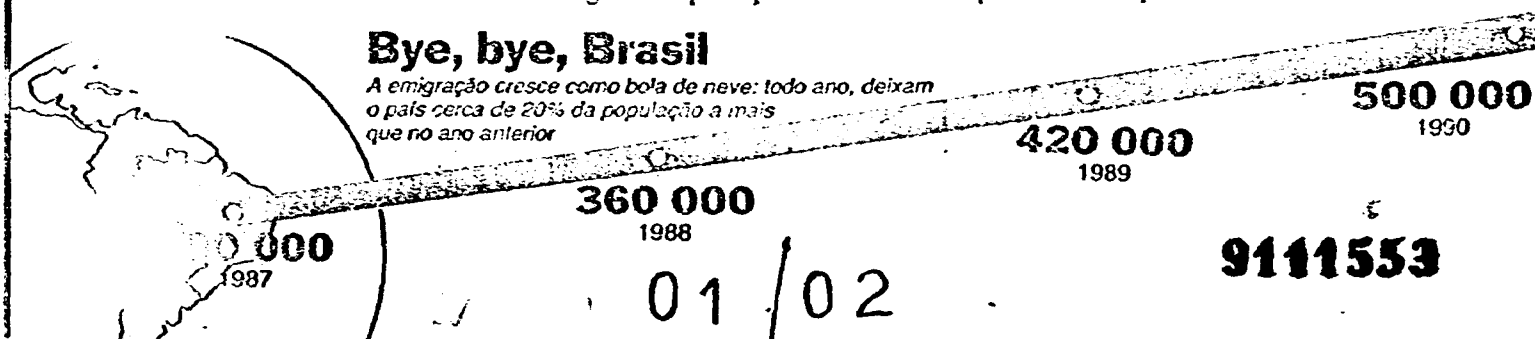 Bye, bye, Brasil
A emigração cresce como bola de neve: todo ano, deixam
o país cerca de 20% da população a mais
que no ano anterior
500 000
1990
420 000
1989
360 000
1988
000
1987
9111553
01/02